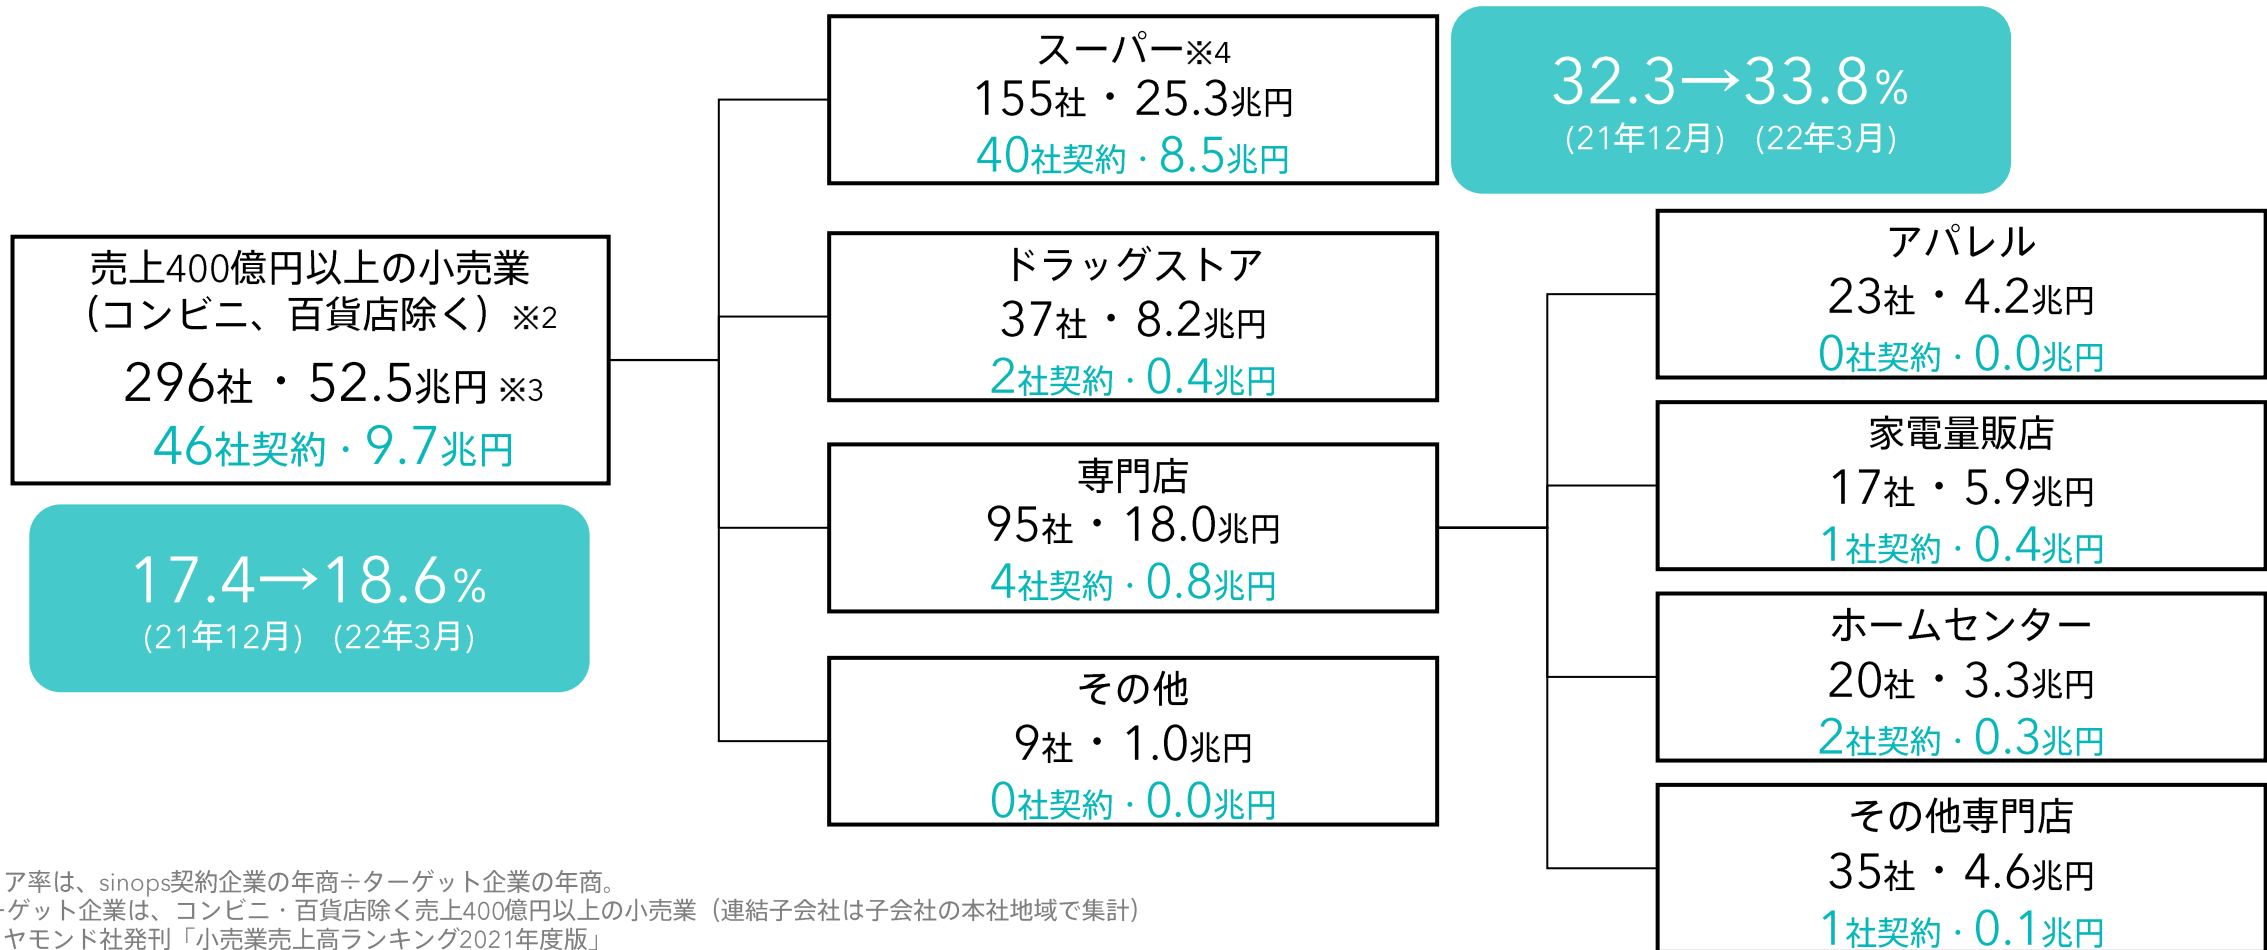 売上400億円以上の小売業
（コンビニ、百貨店除く）※2
296社・52.5兆円 ※3
46社契約・9.7兆円
17.4→18.6%
(21年12月) (22年3月)
スーパー※4
155社・25.3兆円
40社契約・8.5兆円
32.3→33.8%
(21年12月) (22年3月)
ドラッグストア
37社・8.2兆円
2社契約・0.4兆円
専門店
95社・18.0兆円
4社契約・0.8兆円
その他
9社・1.0兆円
0社契約・0.0兆円
アパレル
23社・4.2兆円
0社契約・0.0兆円
家電量販店
17社・5.9兆円
1社契約・0.4兆円
ホームセンター
20社・3.3兆円
2社契約・0.3兆円
その他専門店
35社・4.6兆円
1社契約・0.1兆円
ア率は、sinops契約企業の年商÷ターゲット企業の年商。
ーゲット企業は、コンビニ・百貨店除く売上400億円以上の小売業（連結子会社は子会社の本社地域で集計）
ヤモンド社発刊「小売業売上高ランキング2021年度版」